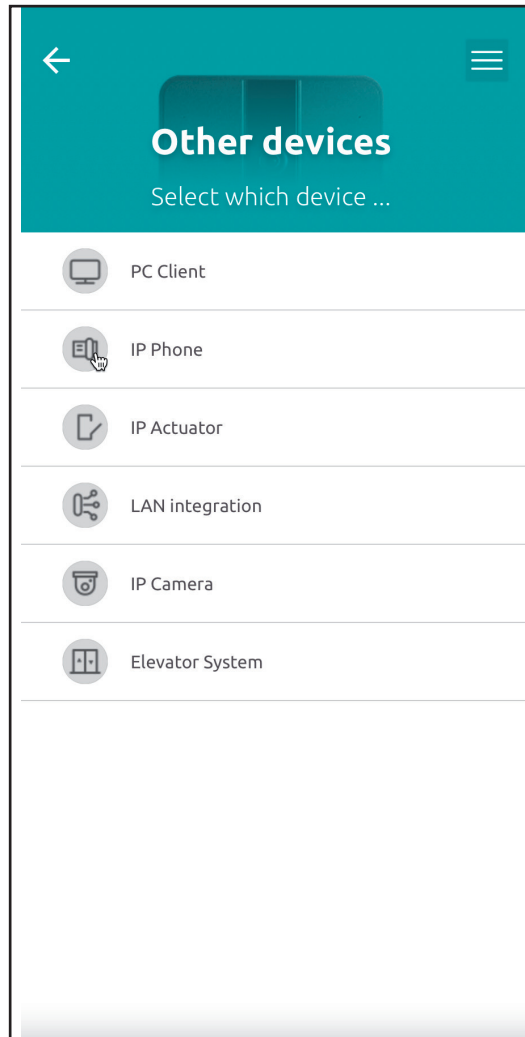 Other devices
Select which device ...
PC Client
IP Phone
IP Actuator
LAN integration
IP Camera
Elevator System